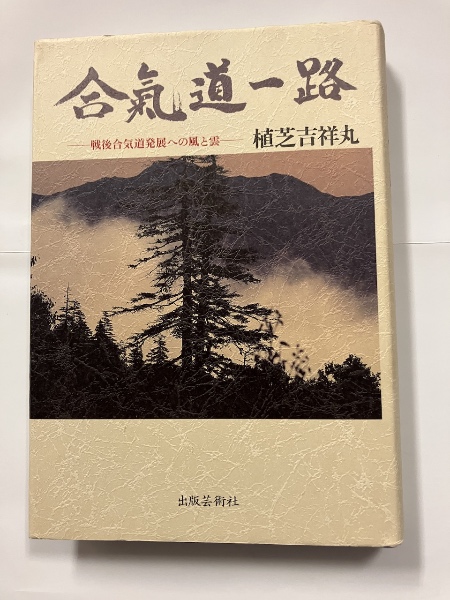 合氣道一路
——戦後合気道発展への風と雲——
植芝吉祥丸
出版芸術社